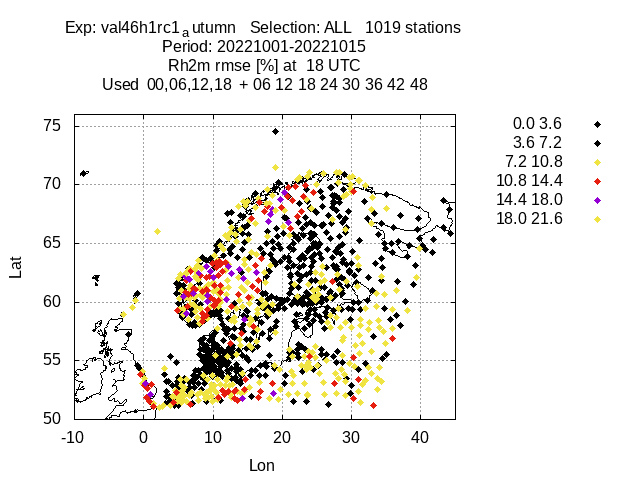 Exp: val46h1rc1autumn Selection: ALL 1019 stations
Period: 20221001-20221015
Rh2m rmse [%] at 18 UTC
Used 00,06,12,18 + 06 12 18 24 30 36 42 48
0.0 3.6
3.6 7.2
7.2 10.8
10.8 14.4
14.4 18.0
18.0 21.6
75
70
65
60
55
50
Lat
-10 0 10 20 30 40
Lon